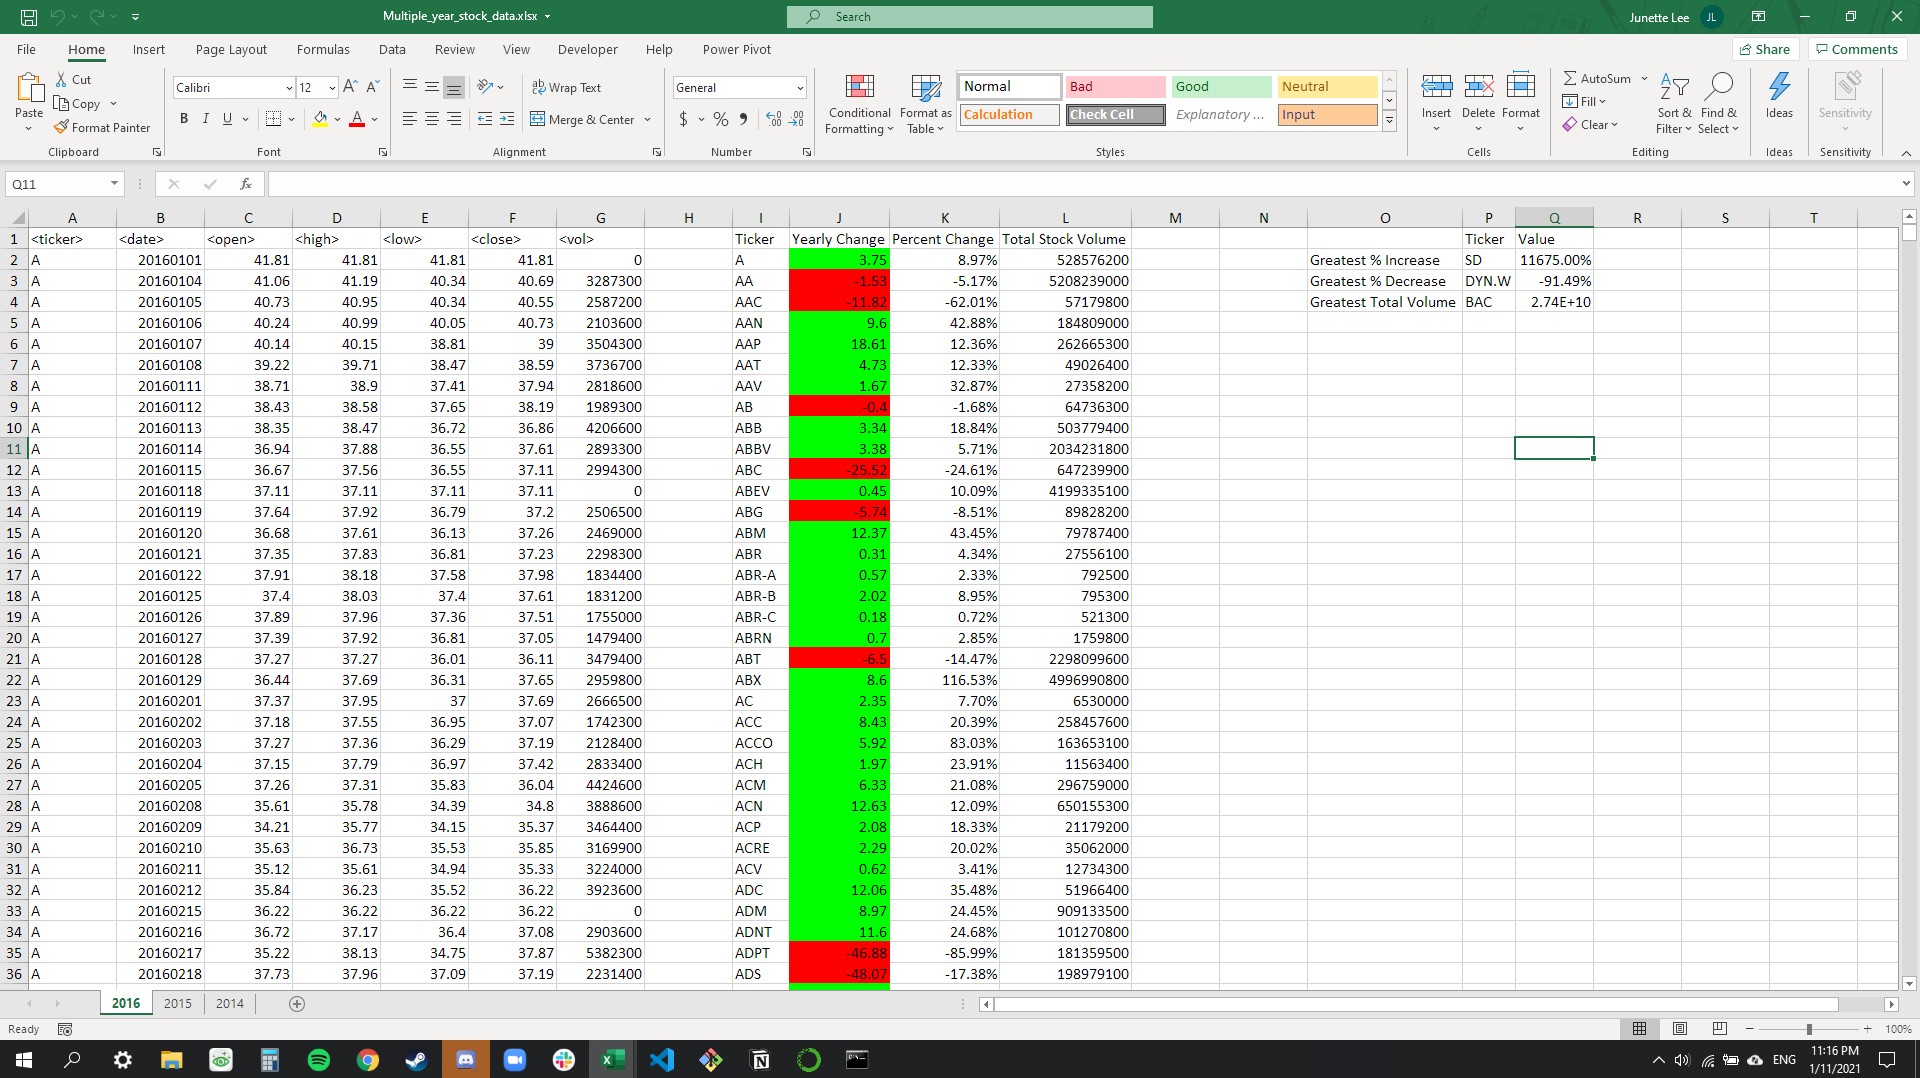 Multiple_year_stock_data.xlsx
Search
Junette Lee JL
File Home Insert Page Layout Formulas Data Review View Developer Help Power Pivot Share Comments
Paste Cut Copy Format Painter
Calibri 12 A A
B I U A
Wrap Text
Merge & Center
General
$ % 9
Conditional Formatting Format as Table
Normal Bad Good Neutral
Calculation Check Cell Explanatory ... Input
Insert Delete Format
AutoSum Fill Clear
Sort & Filter Find & Select
Ideas Sensitivity
Clipboard Font Alignment Number Styles Cells Editing Ideas Sensitivity
Q11 fx
A B C D E F G H I J K L M N O P Q R S T
1 <ticker> <date> <open> <high> <low> <close> <vol> Ticker Yearly Change Percent Change Total Stock Volume Ticker Value
2 A 20160101 41.81 41.81 41.81 41.81 0 A 3.75 8.97% 528576200 Greatest % Increase SD 11675.00%
3 A 20160104 41.06 41.19 40.34 40.69 3287300 AA -1.53 -5.17% 5208239000 Greatest % Decrease DYN.W -91.49%
4 A 20160105 40.73 40.95 40.34 40.55 2587200 AAC -11.82 -62.01% 57179800 Greatest Total Volume BAC 2.74E+10
5 A 20160106 40.24 40.99 40.05 40.73 2103600 AAN 9.6 42.88% 184809000
6 A 20160107 40.14 40.15 38.81 39 3504300 AAP 18.61 12.36% 262665300
7 A 20160108 39.22 39.71 38.47 38.59 3736700 AAT 4.73 12.33% 49026400
8 A 20160111 38.71 38.9 37.41 37.94 2818600 AAV 1.67 32.87% 27358200
9 A 20160112 38.43 38.58 37.65 38.19 1989300 AB -0.4 -1.68% 64736300
10 A 20160113 38.35 38.47 36.72 36.86 4206600 ABB 3.34 18.84% 503779400
11 A 20160114 36.94 37.88 36.55 37.61 2893300 ABBV 3.38 5.71% 2034231800
12 A 20160115 36.67 37.56 36.55 37.11 2994300 ABC -25.52 -24.61% 647239900
13 A 20160118 37.11 37.11 37.11 37.11 0 ABEV 0.45 10.09% 4199335100
14 A 20160119 37.64 37.92 36.79 37.2 2506500 ABG -5.74 -8.51% 89828200
15 A 20160120 36.68 37.61 36.13 37.26 2469000 ABM 12.37 43.45% 79787400
16 A 20160121 37.35 37.83 36.81 37.23 2298300 ABR 0.31 4.34% 27556100
17 A 20160122 37.91 38.18 37.58 37.98 1834400 ABR-A 0.57 2.33% 792500
18 A 20160125 37.4 38.03 37.4 37.61 1831200 ABR-B 2.02 8.95% 795300
19 A 20160126 37.89 37.96 37.36 37.51 1755000 ABR-C 0.18 0.72% 521300
20 A 20160127 37.39 37.92 36.81 37.05 1479400 ABRN 0.7 2.85% 1759800
21 A 20160128 37.27 37.27 36.01 36.11 3479400 ABT -6.5 -14.47% 2298099600
22 A 20160129 36.44 37.69 36.31 37.65 2959800 ABX 8.6 116.53% 4996990800
23 A 20160201 37.37 37.95 37 37.69 2666500 AC 2.35 7.70% 6530000
24 A 20160202 37.18 37.55 36.95 37.07 1742300 ACC 8.43 20.39% 258457600
25 A 20160203 37.27 37.36 36.29 37.19 2128400 ACCO 5.92 83.03% 163653100
26 A 20160204 37.15 37.79 36.97 37.42 2833400 ACH 1.97 23.91% 11563400
27 A 20160205 37.26 37.31 35.83 36.04 4424600 ACM 6.33 21.08% 296759000
28 A 20160208 35.61 35.78 34.39 34.8 3888600 ACN 12.63 12.09% 650155300
29 A 20160209 34.21 35.77 34.15 35.37 3464400 ACP 2.08 18.33% 21179200
30 A 20160210 35.63 36.73 35.53 35.85 3169900 ACRE 2.29 20.02% 35062000
31 A 20160211 35.12 35.61 34.94 35.33 3224000 ACV 0.62 3.41% 12734300
32 A 20160212 35.84 36.23 35.52 36.22 3923600 ADC 12.06 35.48% 51966400
33 A 20160215 36.22 36.22 36.22 36.22 0 ADM 8.97 24.45% 909133500
34 A 20160216 36.72 37.17 36.4 37.08 2903600 ADNT 11.6 24.68% 101270800
35 A 20160217 35.22 38.13 34.75 37.87 5382300 ADPT -46.88 -85.99% 181359500
36 A 20160218 37.73 37.96 37.09 37.19 2231400 ADS -48.07 -17.38% 198979100
2016 2015 2014
Ready 100%
ENG 11:16 PM
1/11/2021